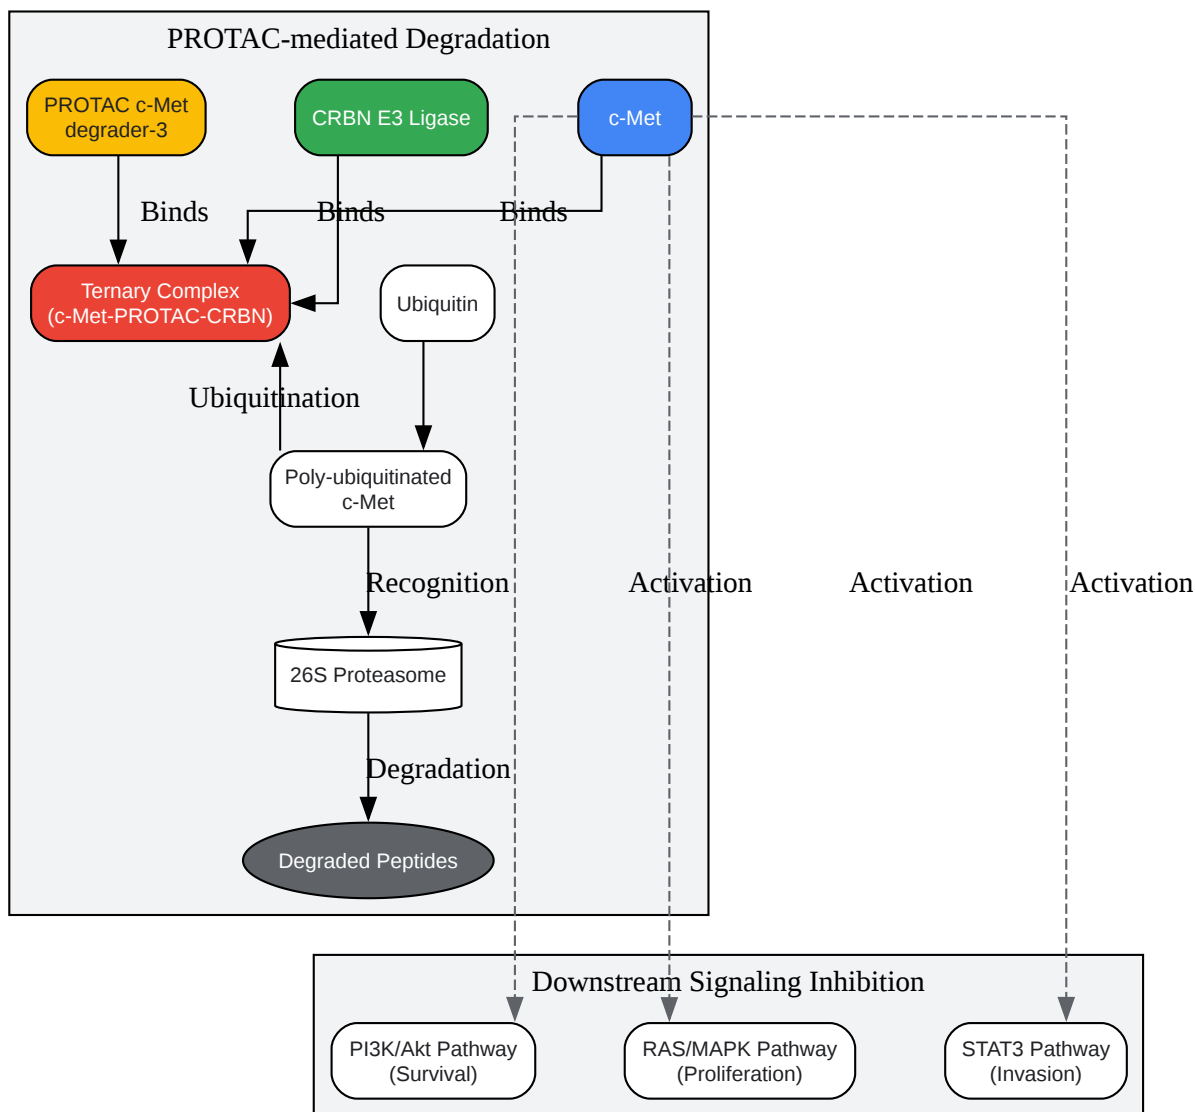 PROTAC-mediated Degradation
PROTAC c-Met
degrader-3
CRBN E3 Ligase
c-Met
Binds
Binds
Binds
Ternary Complex
(c-Met-PROTAC-CRBN)
Ubiquitin
Ubiquitination
Poly-ubiquitinated
c-Met
Recognition
Activation
Activation
Activation
26S Proteasome
Degradation
Degraded Peptides
Downstream Signaling Inhibition
PI3K/Akt Pathway
(Survival)
RAS/MAPK Pathway
(Proliferation)
STAT3 Pathway
(Invasion)